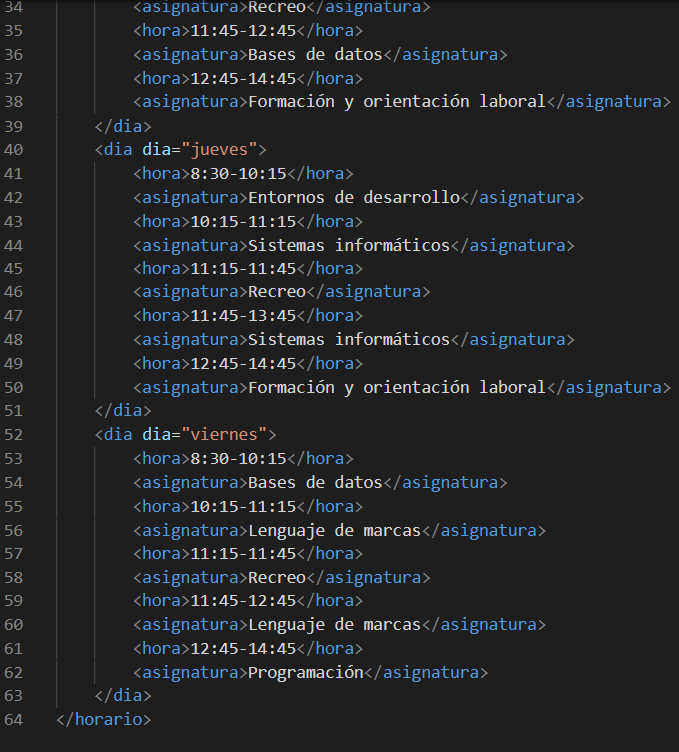 34 <asignatura>Recreo</asignatura>
35 <hora>11:45-12:45</hora>
36 <asignatura>Bases de datos</asignatura>
37 <hora>12:45-14:45</hora>
38 <asignatura>Formación y orientación laboral</asignatura>
39 </dia>
40 <dia dia="jueves">
41 <hora>8:30-10:15</hora>
42 <asignatura>Entornos de desarrollo</asignatura>
43 <hora>10:15-11:15</hora>
44 <asignatura>Sistemas informáticos</asignatura>
45 <hora>11:15-11:45</hora>
46 <asignatura>Recreo</asignatura>
47 <hora>11:45-13:45</hora>
48 <asignatura>Sistemas informáticos</asignatura>
49 <hora>12:45-14:45</hora>
50 <asignatura>Formación y orientación laboral</asignatura>
51 </dia>
52 <dia dia="viernes">
53 <hora>8:30-10:15</hora>
54 <asignatura>Bases de datos</asignatura>
55 <hora>10:15-11:15</hora>
56 <asignatura>Lenguaje de marcas</asignatura>
57 <hora>11:15-11:45</hora>
58 <asignatura>Recreo</asignatura>
59 <hora>11:45-12:45</hora>
60 <asignatura>Lenguaje de marcas</asignatura>
61 <hora>12:45-14:45</hora>
62 <asignatura>Programación</asignatura>
63 </dia>
64 </horario>